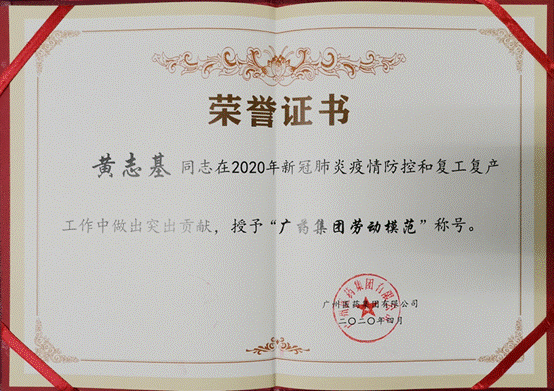 荣誉证书
黄志基 同志在2020年新冠肺炎疫情防控和复工复产
工作中做出突出贡献，授予“广药集团劳动模范”称号。
广州医药集团有限公司
二〇二〇年四月